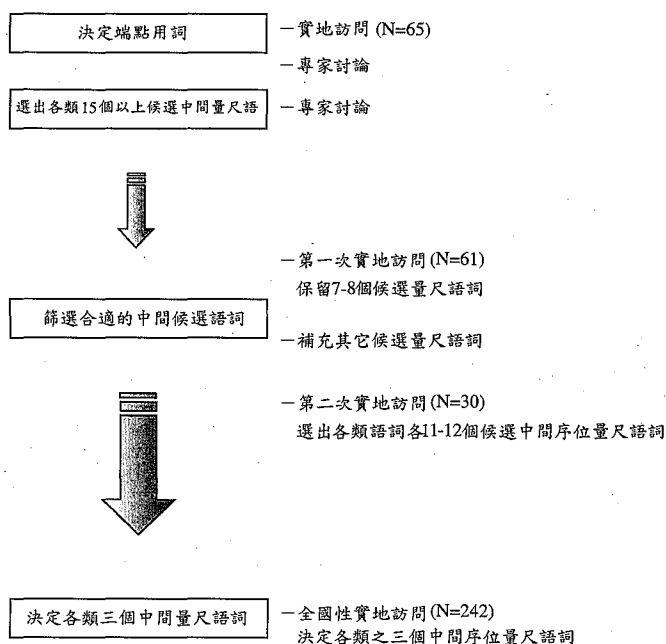 決定端點用詞
－實地訪問 (N=65)
－專家討論
選出各類15個以上候選中間量尺語
－專家討論
－第一次實地訪問 (N=61)
保留7-8個候選量尺語詞
篩選合適的中間候選語詞
－補充其它候選量尺語詞
－第二次實地訪問 (N=30)
選出各類語詞各11-12個候選中間序位量尺語詞
決定各類三個中間量尺語詞
－全國性實地訪問 (N=242)
決定各類之三個中間序位量尺語詞